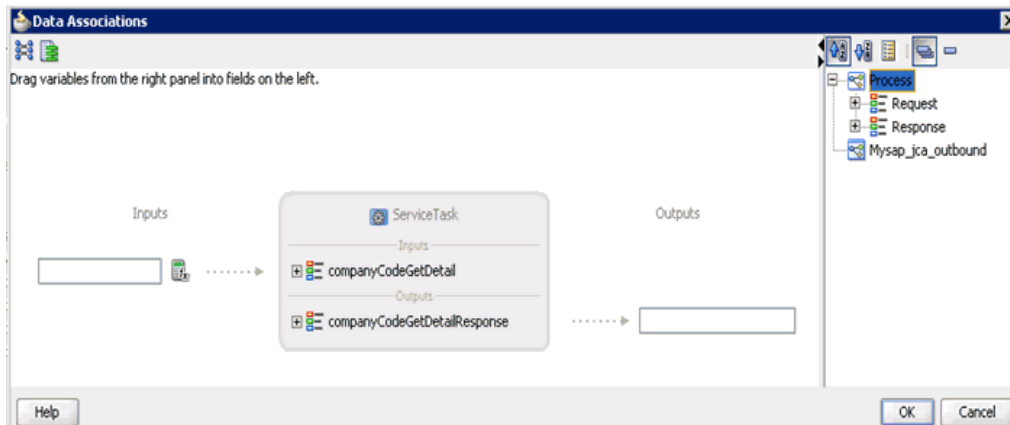 Data Associations
Drag variables from the right panel into fields on the left.
Process
Request
Response
Mysap_jca_outbound
Inputs
ServiceTask
Outputs
Inputs
companyCodeGetDetail
Outputs
companyCodeGetDetailResponse
Help
OK
Cancel